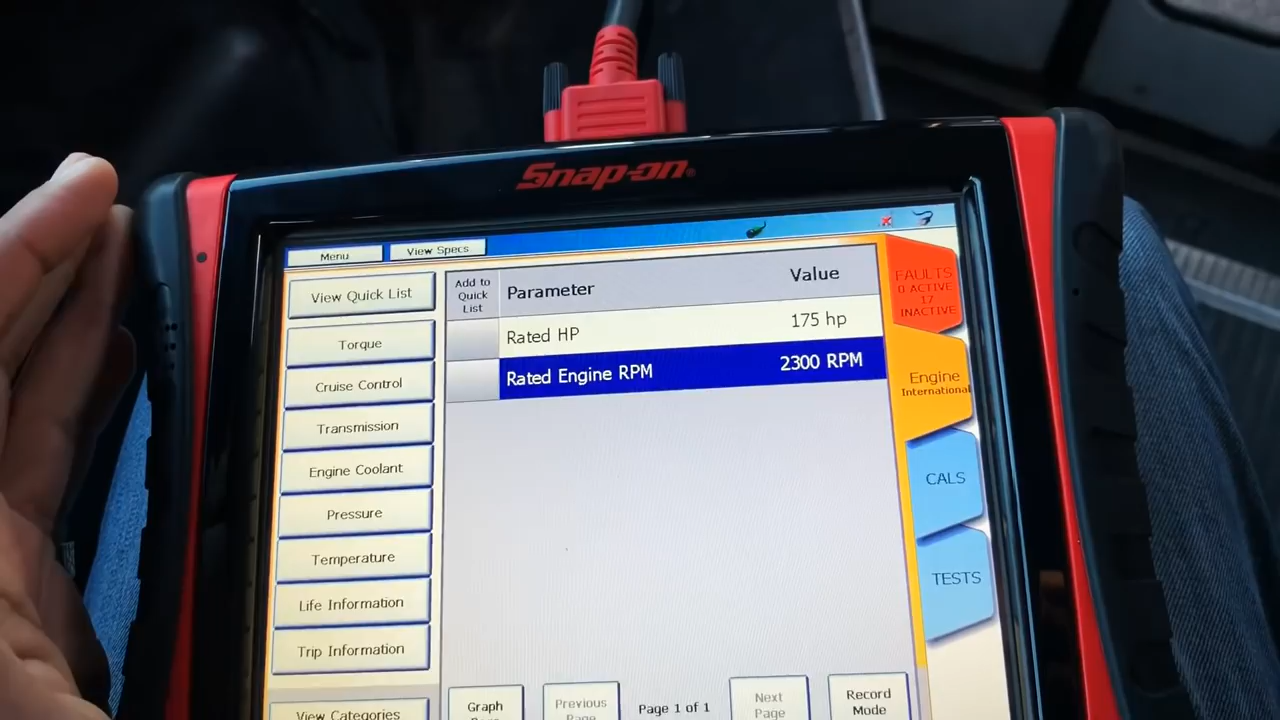 Snap-on
Menu
View Specs
View Quick List
Torque
Cruise Control
Transmission
Engine Coolant
Pressure
Temperature
Life Information
Trip Information
View Categories
Add to
Quick
List
Parameter
Value
Rated HP
175 hp
Rated Engine RPM
2300 RPM
FAULTS
0 ACTIVE
17
INACTIVE
Engine
International
CALS
TESTS
Graph
Previous
Page
Page 1 of 1
Next
Page
Record
Mode